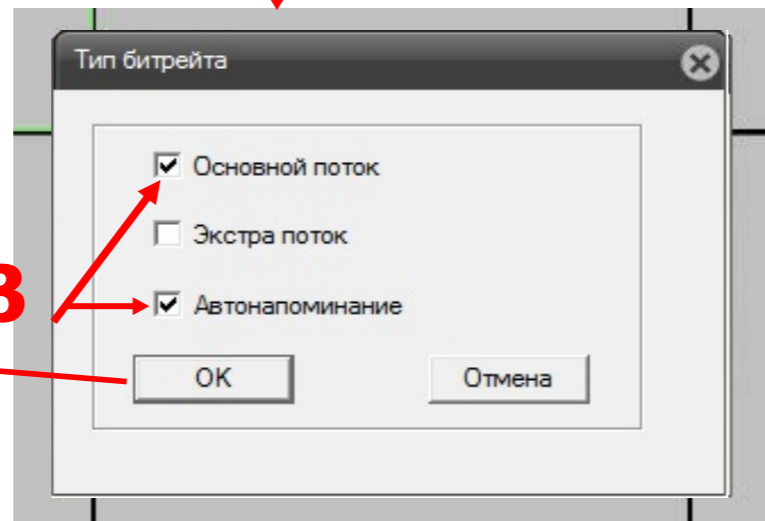 Тип битрейта
Основной поток
Экстра поток
3
Автонапоминание
OK
Отмена